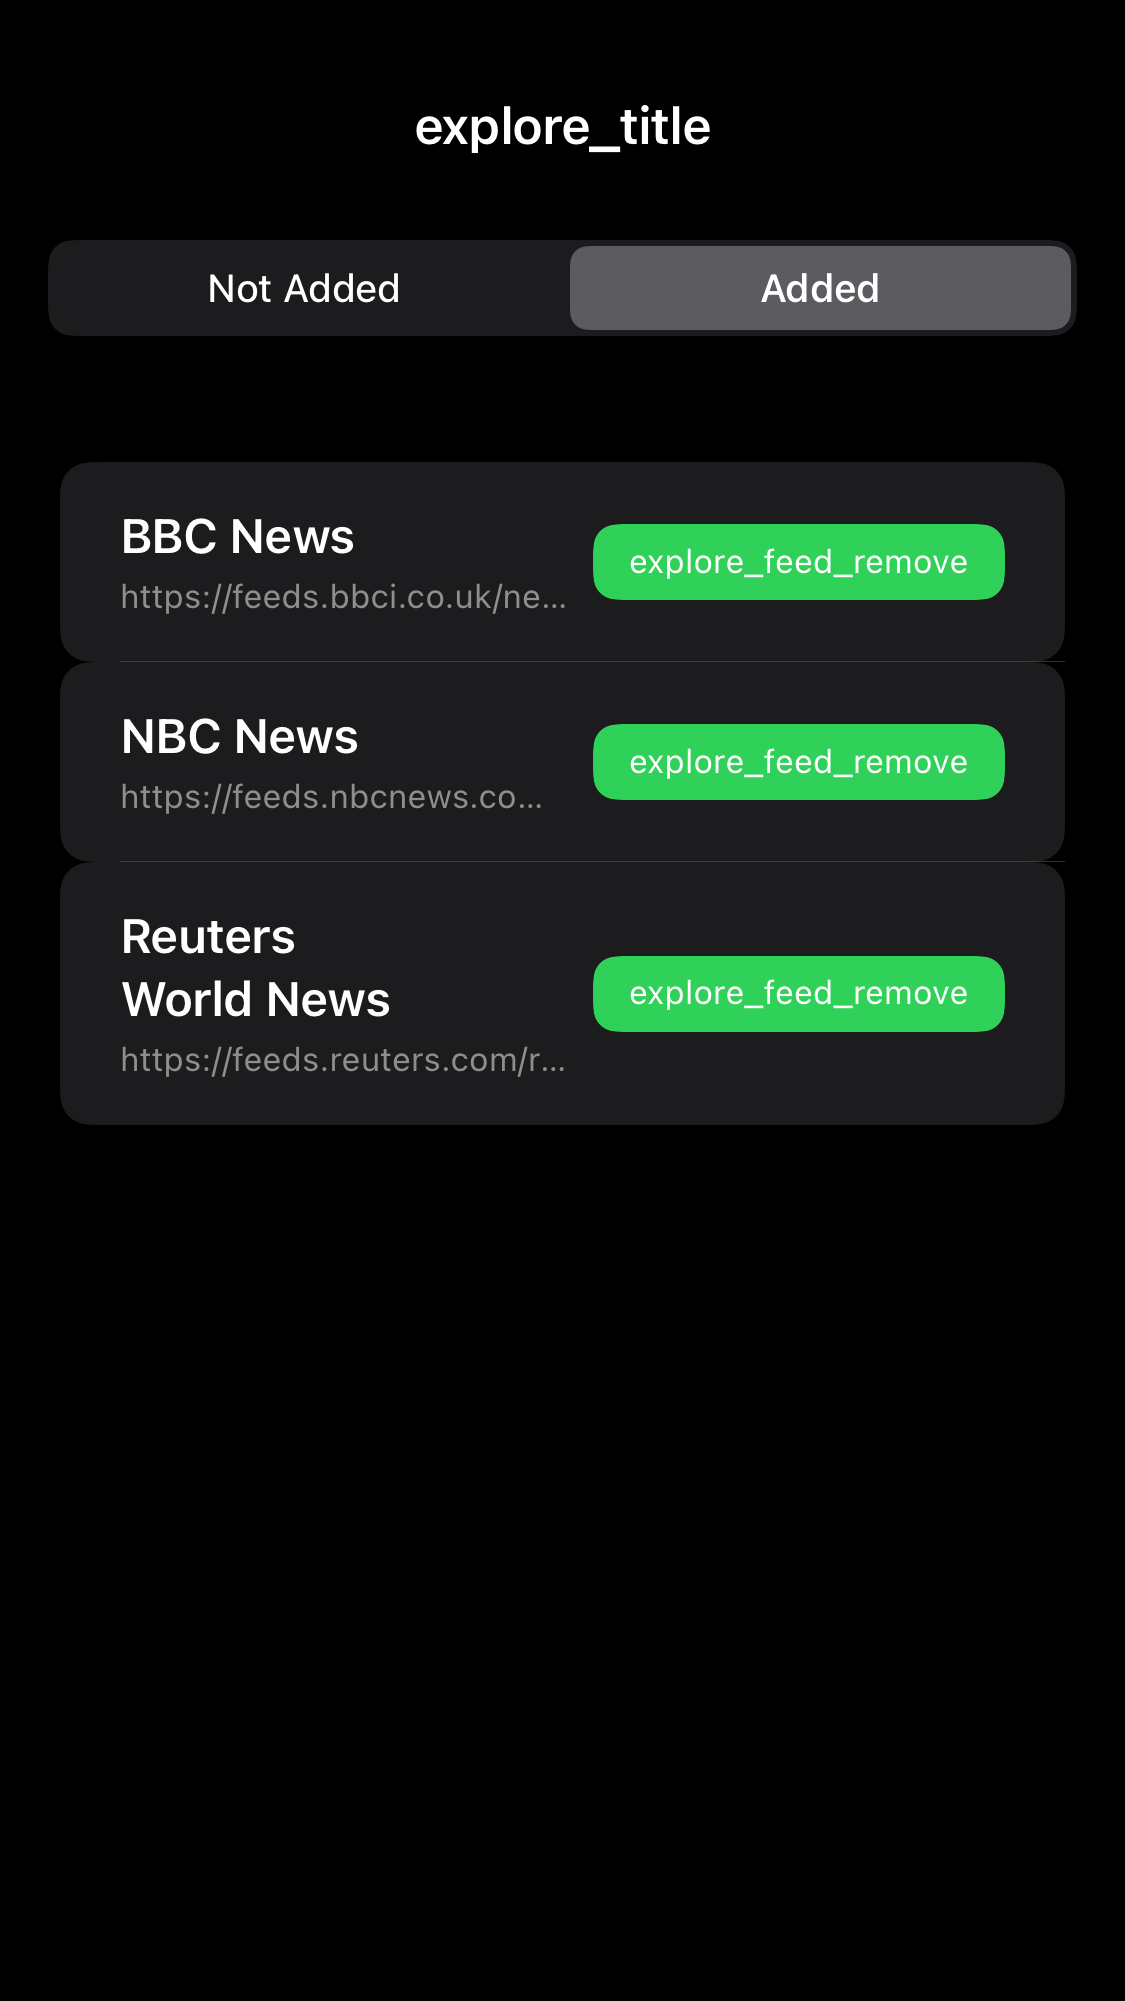 explore_title
Not Added
Added
BBC News
https://feeds.bbci.co.uk/ne...
explore_feed_remove
NBC News
https://feeds.nbcnews.co...
explore_feed_remove
Reuters
World News
https://feeds.reuters.com/r...
explore_feed_remove